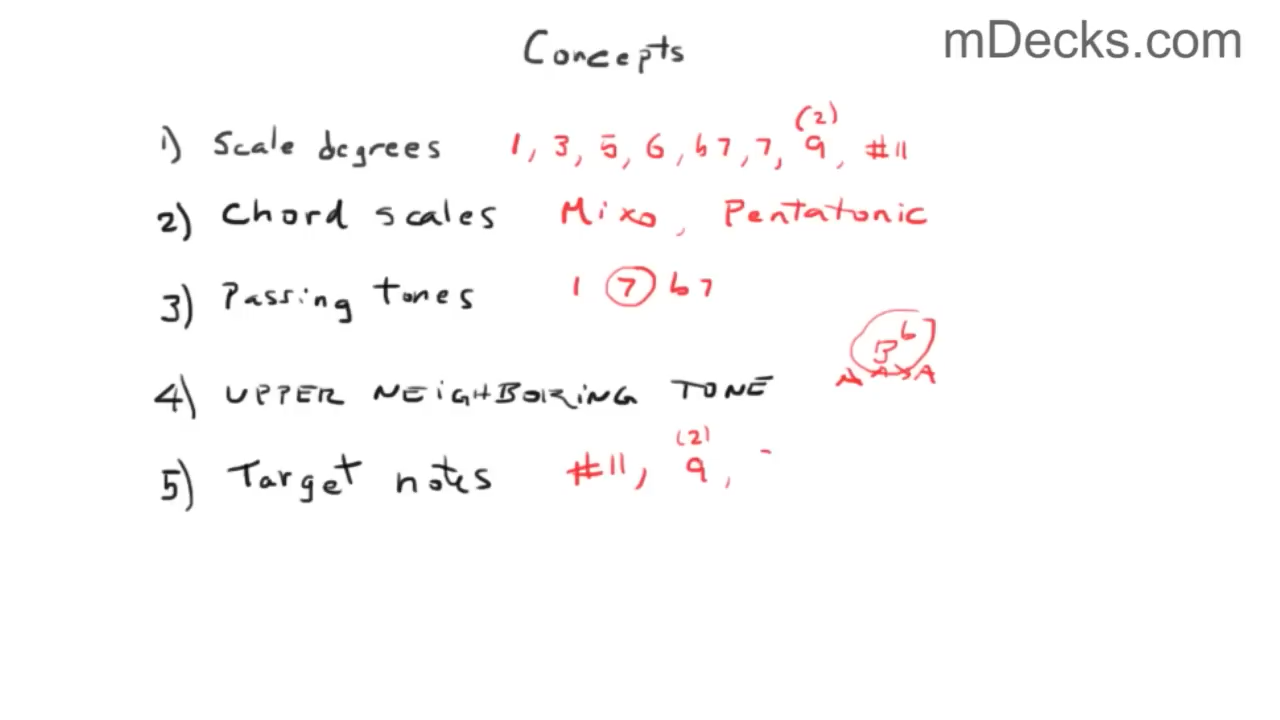 Concepts
mDecks.com
(2)
1) Scale degrees 1, 3, 5, 6, b7, 7, 9, #11
2) Chord scales Mixo, Pentatonic
3) Passing tones 1 7 b7
4) UPPER NEIGHBORING TONE
(2)
5) Target notes #11, 9,